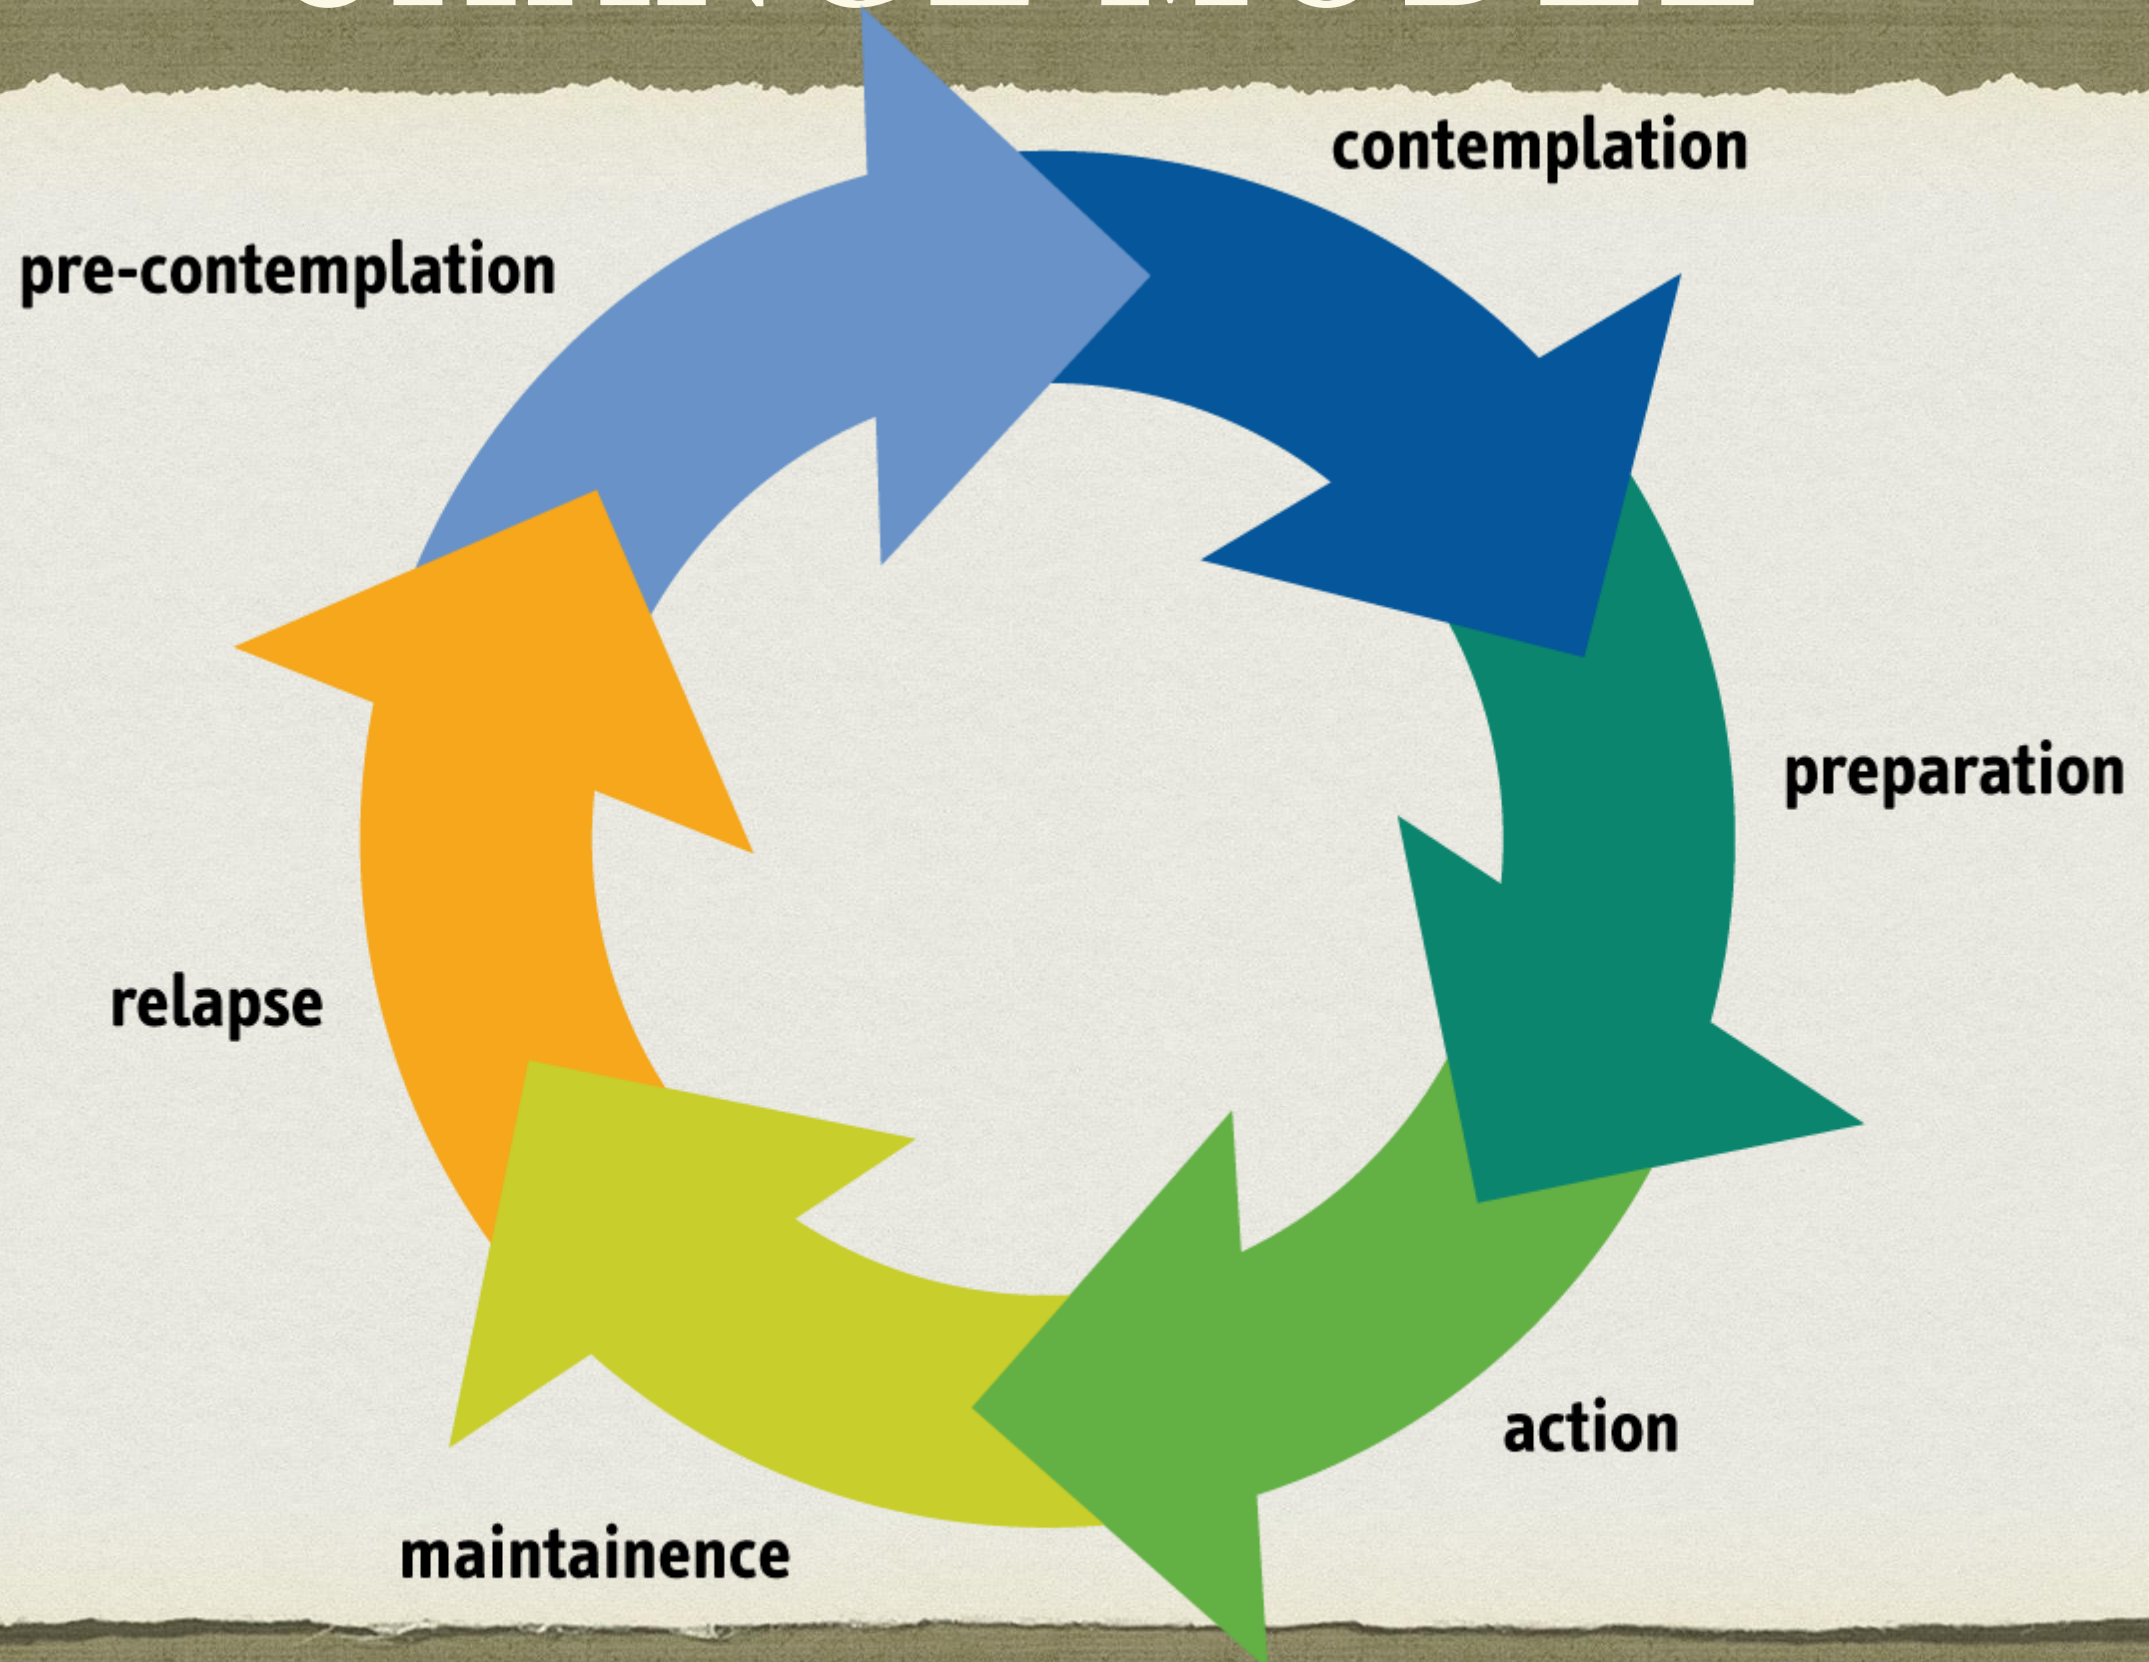 contemplation
pre-contemplation
preparation
relapse
action
maintainence